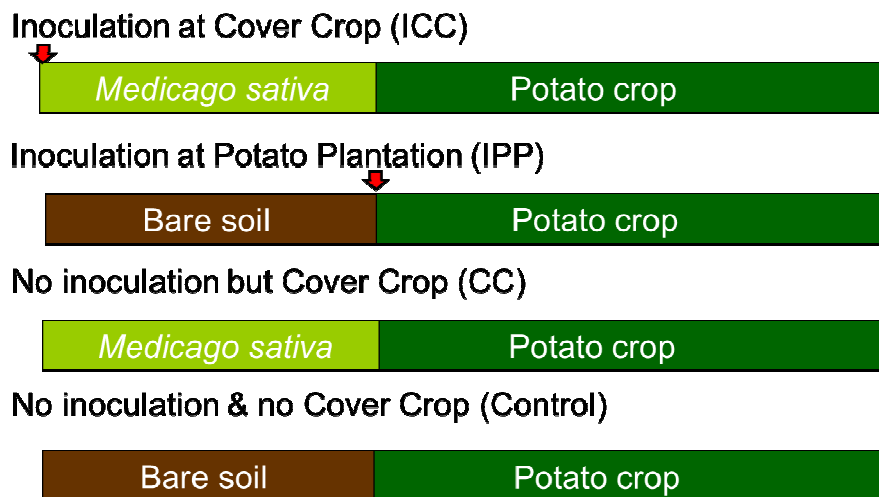 Inoculation at Cover Crop (ICC)
Medicago sativa Potato crop
Inoculation at Potato Plantation (IPP)
Bare soil Potato crop
No inoculation but Cover Crop (CC)
Medicago sativa Potato crop
No inoculation & no Cover Crop (Control)
Bare soil Potato crop